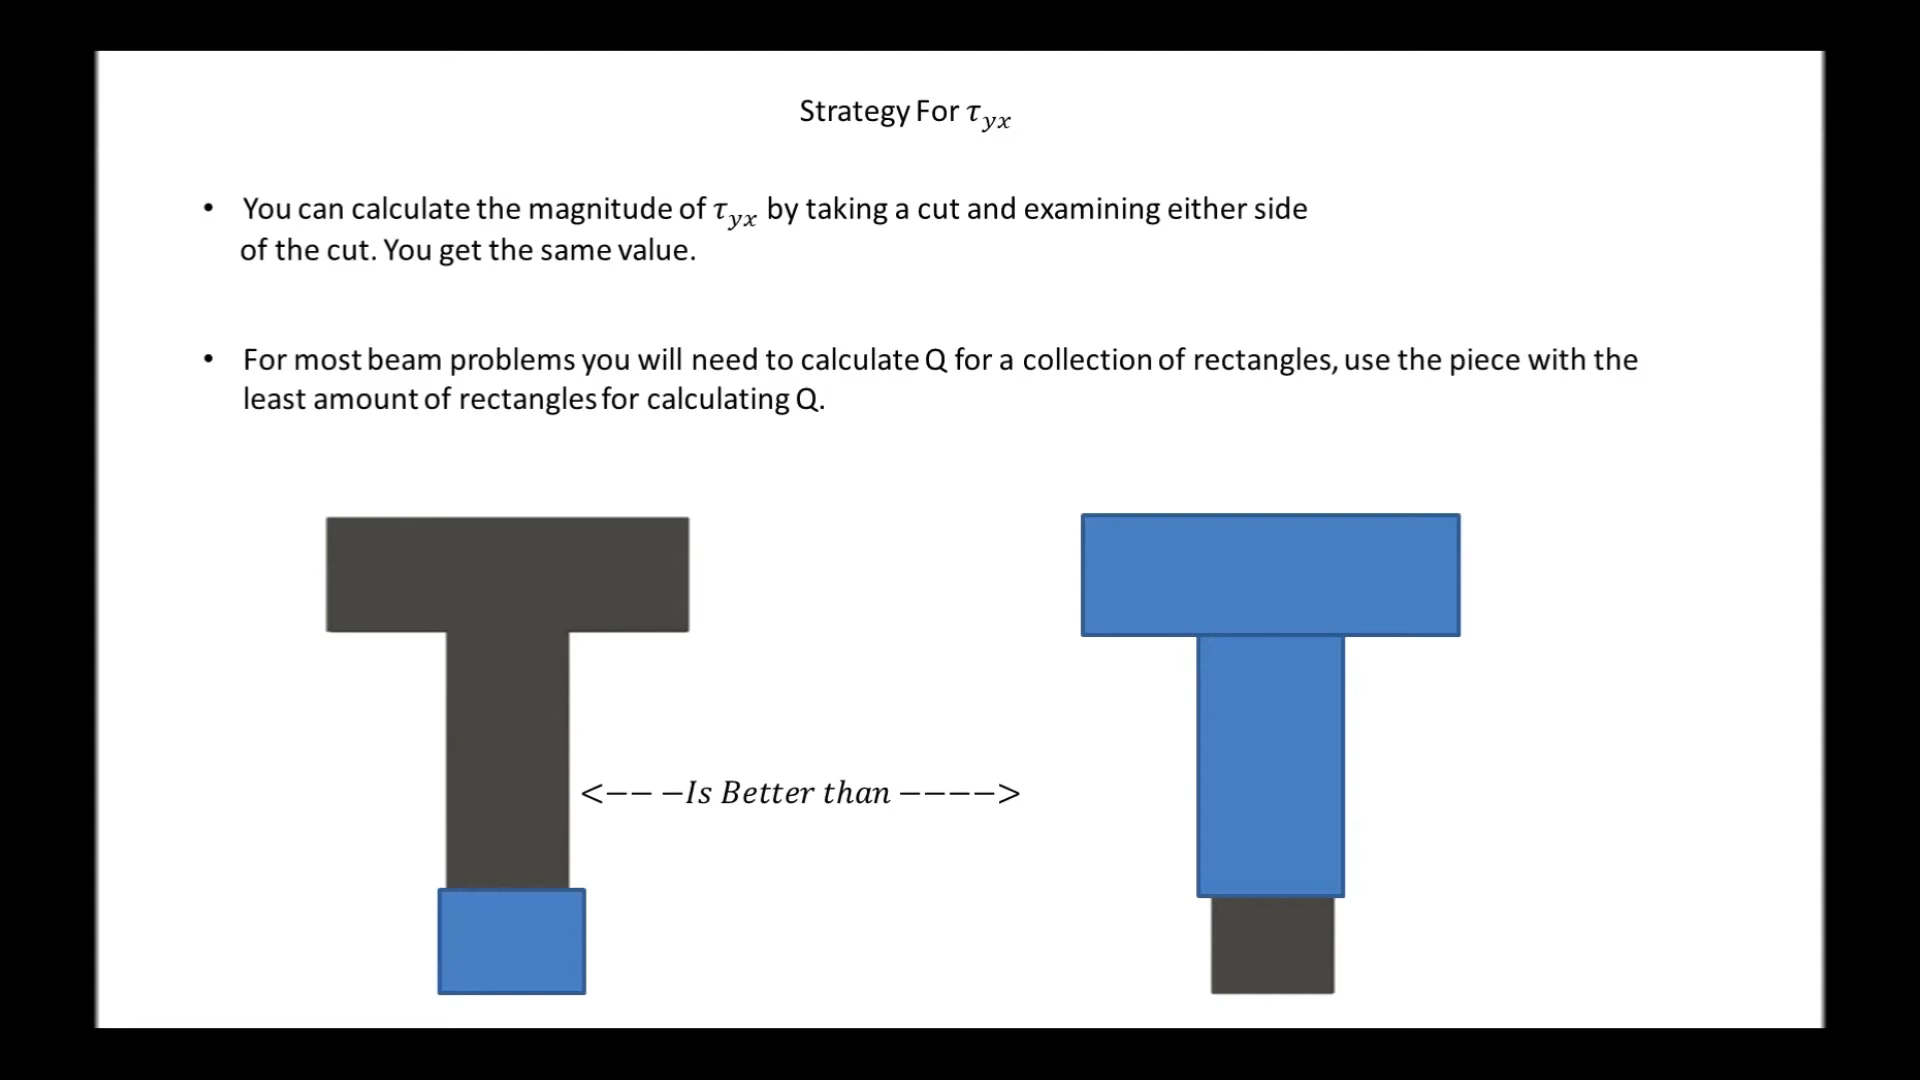 Strategy For τyx
• You can calculate the magnitude of τyx by taking a cut and examining either side
of the cut. You get the same value.
• For most beam problems you will need to calculate Q for a collection of rectangles, use the piece with the
least amount of rectangles for calculating Q.
<−− −Is Better than −−−−>